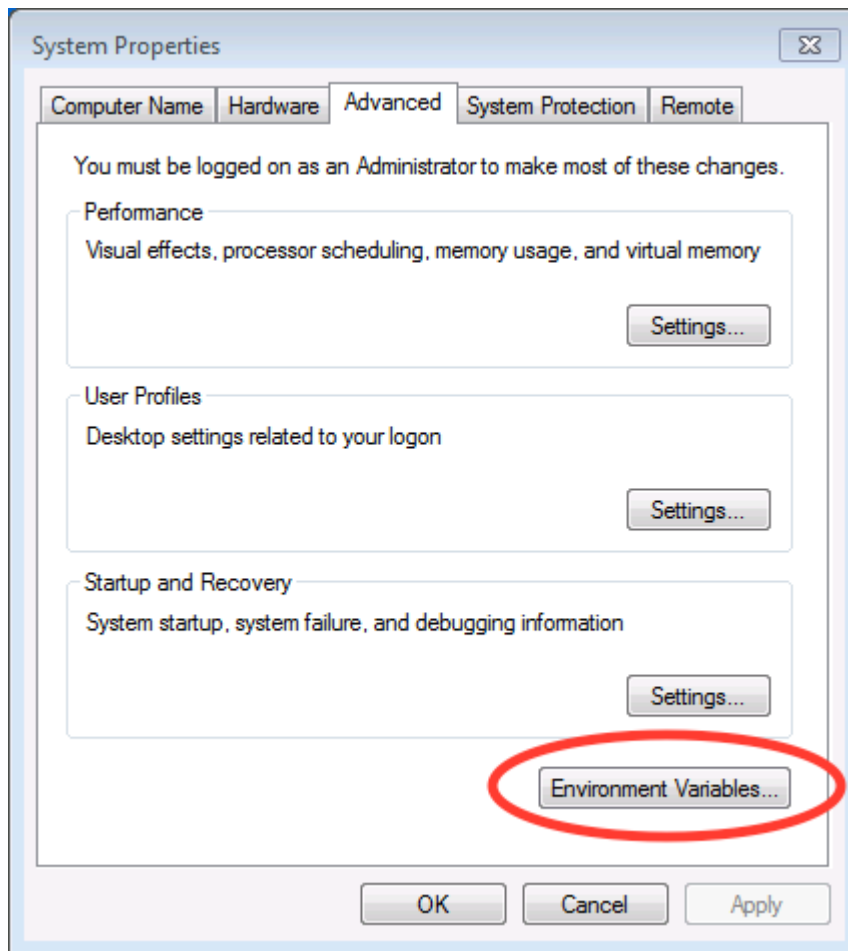 System Properties
Computer Name Hardware Advanced System Protection Remote
You must be logged on as an Administrator to make most of these changes.
Performance
Visual effects, processor scheduling, memory usage, and virtual memory
Settings...
User Profiles
Desktop settings related to your logon
Settings...
Startup and Recovery
System startup, system failure, and debugging information
Settings...
Environment Variables...
OK Cancel Apply